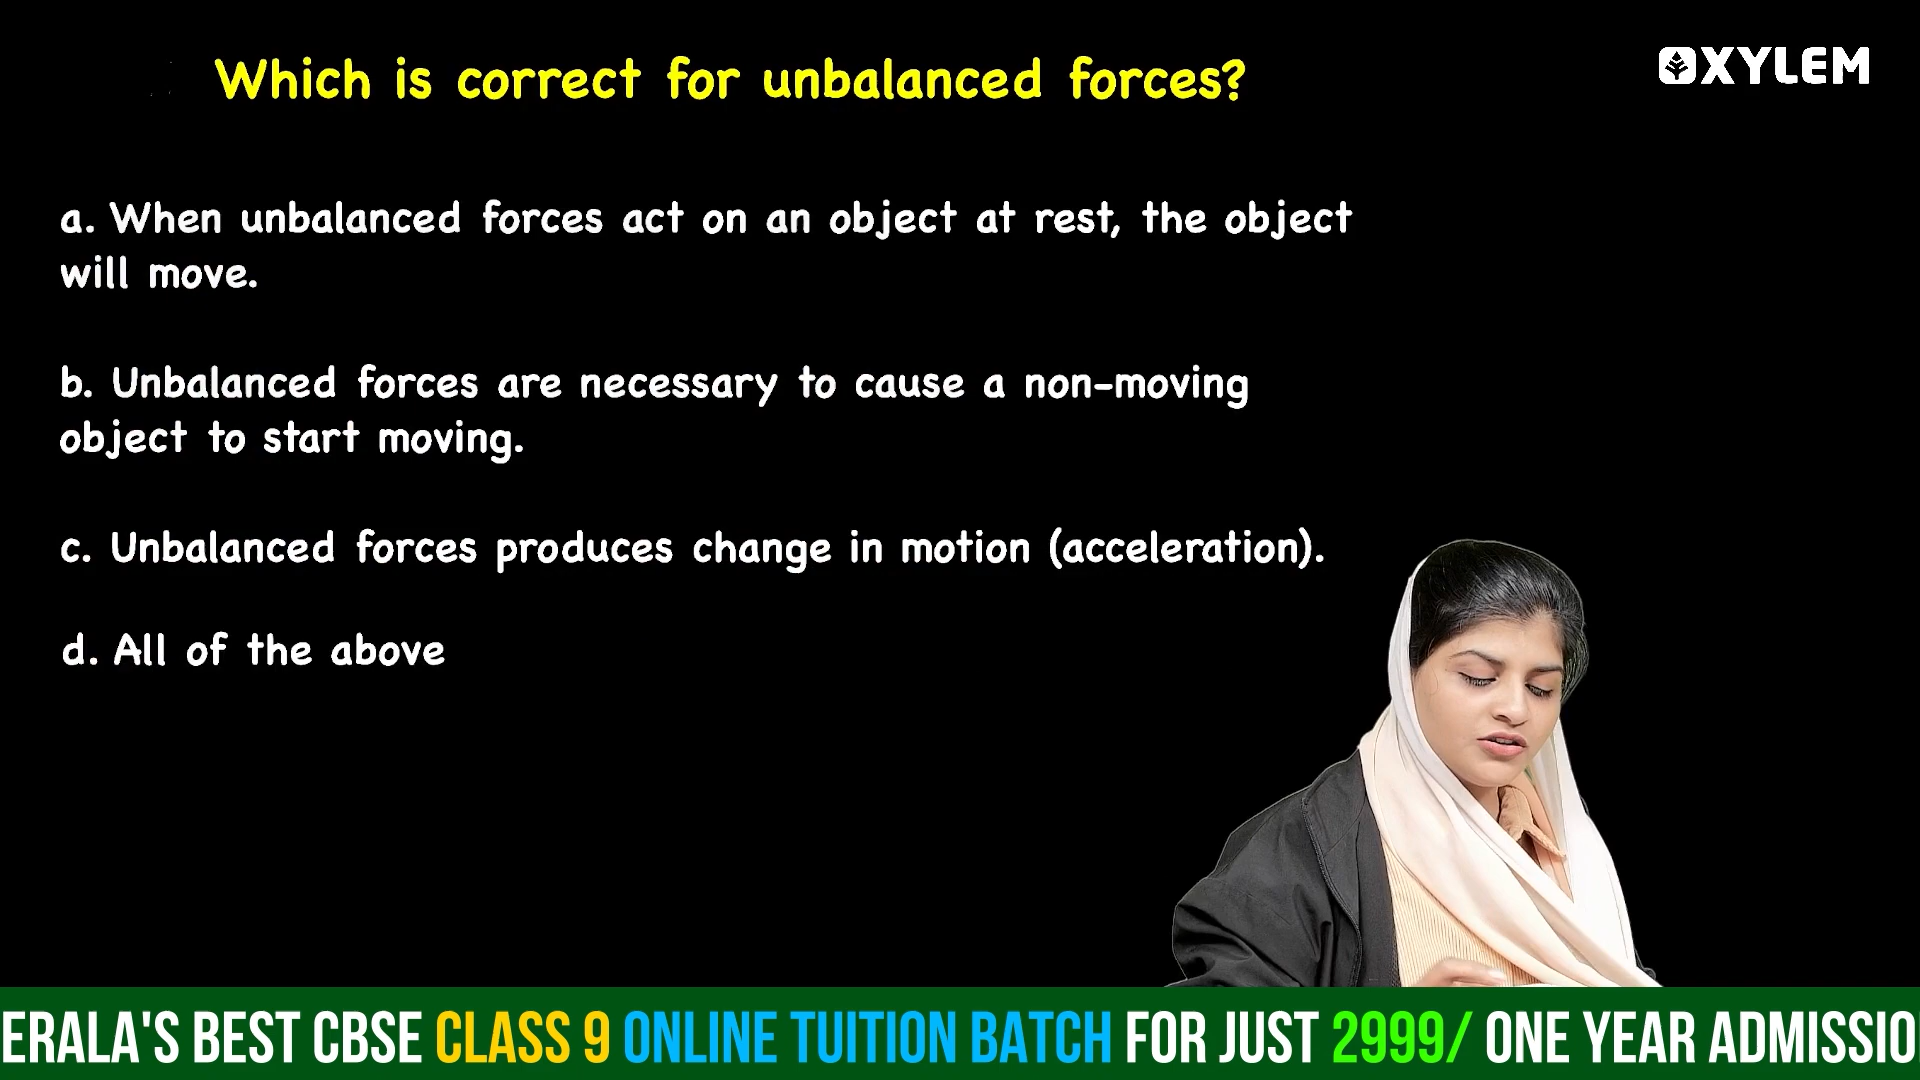 Which is correct for unbalanced forces?
OXYLEM
a. When unbalanced forces act on an object at rest, the object
will move.
b. Unbalanced forces are necessary to cause a non-moving
object to start moving.
c. Unbalanced forces produces change in motion (acceleration).
d. All of the above
ERALA'S BEST CBSE CLASS 9 ONLINE TUITION BATCH FOR JUST 2999/ ONE YEAR ADMISSIO